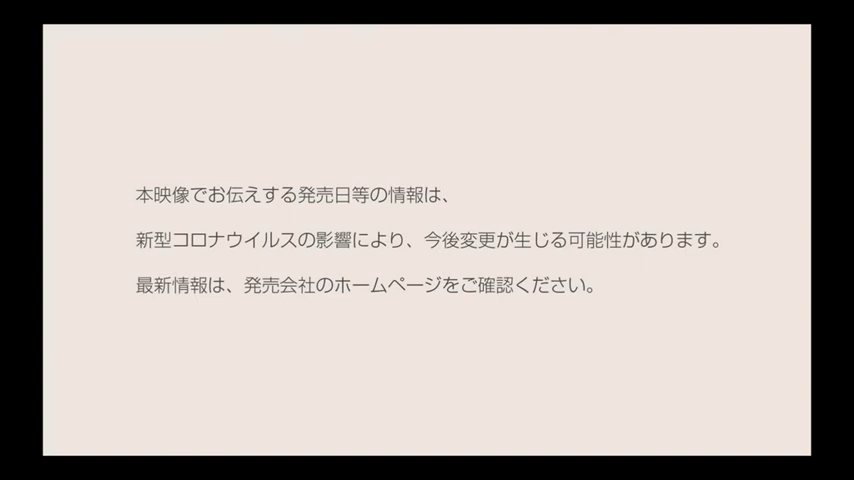 本映像でお伝えする発売日等の情報は、
新型コロナウイルスの影響により、今後変更が生じる可能性があります。
最新情報は、発売会社のホームページをご確認ください。